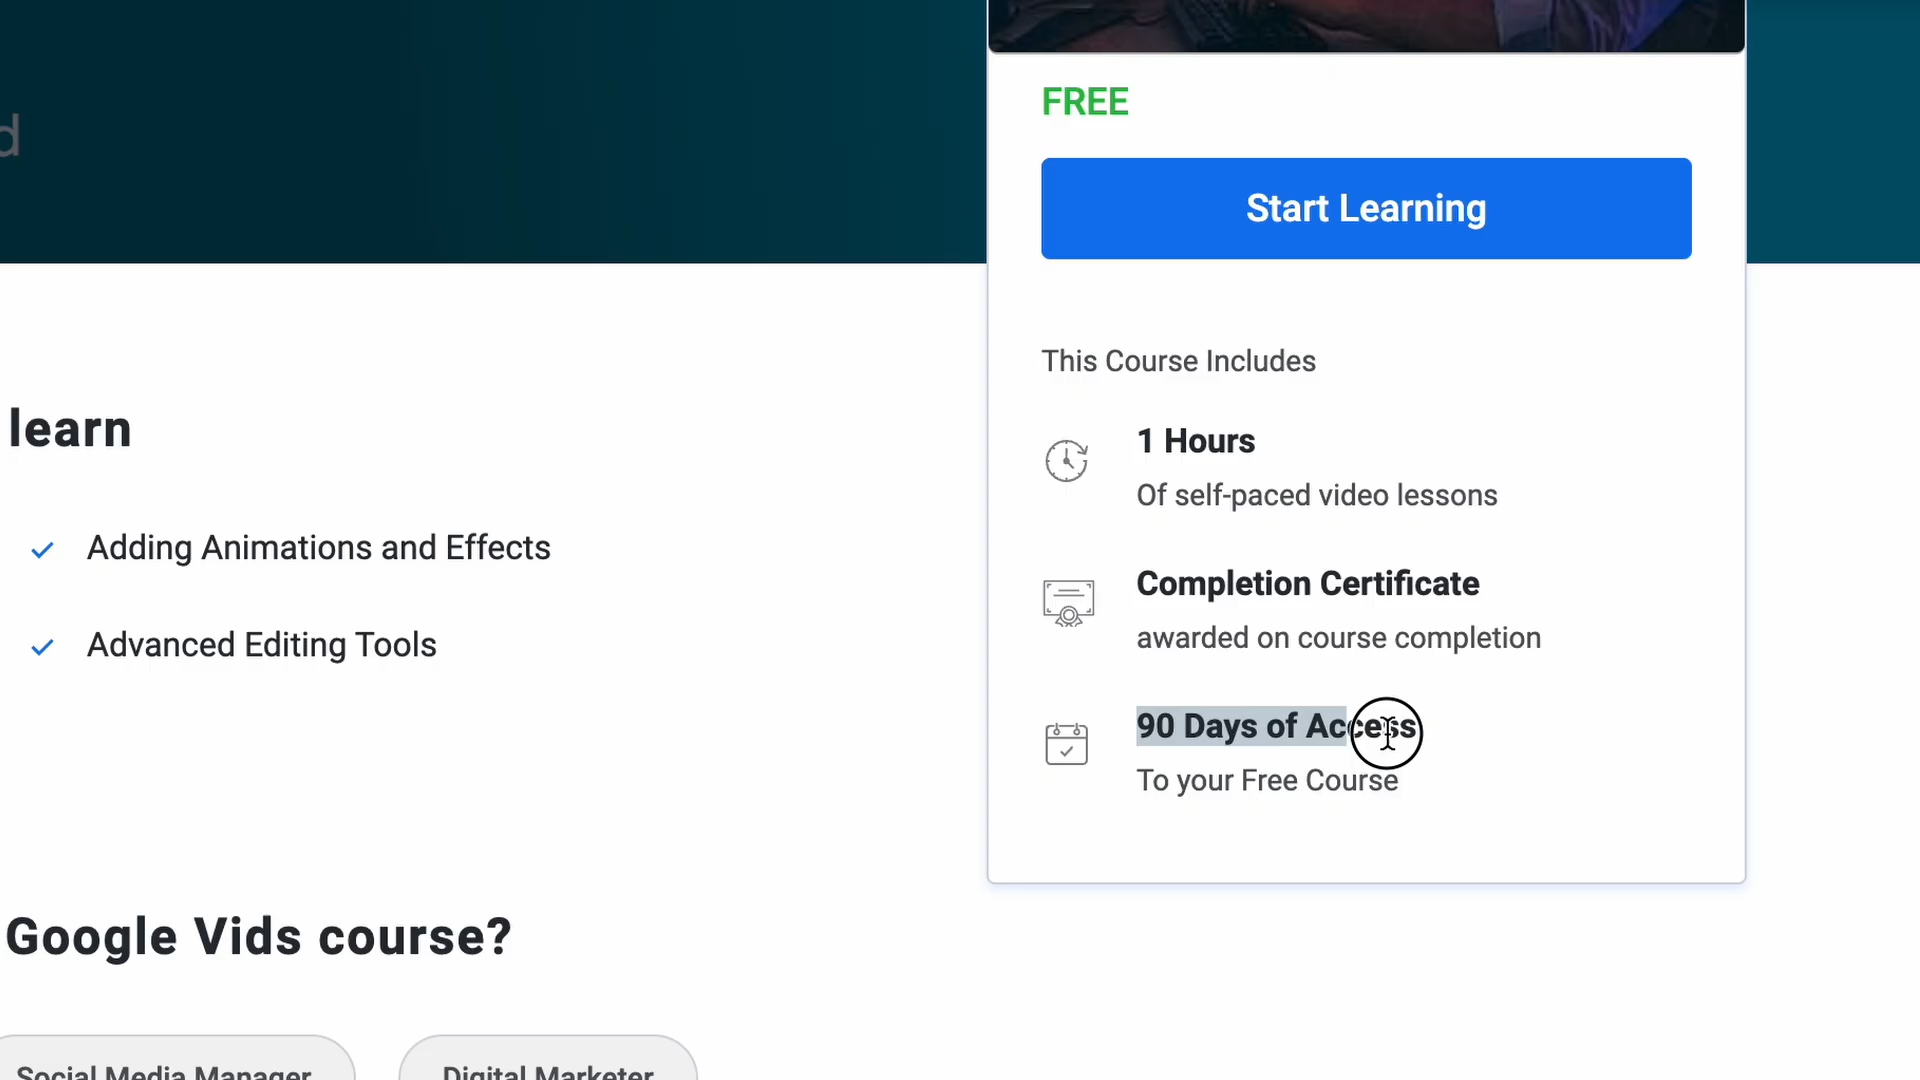 d
FREE
Start Learning
This Course Includes
1 Hours
Of self-paced video lessons
Completion Certificate
awarded on course completion
90 Days of Access
To your Free Course
learn
Adding Animations and Effects
Advanced Editing Tools
Google Vids course?
Social Media Manager
Digital Marketer